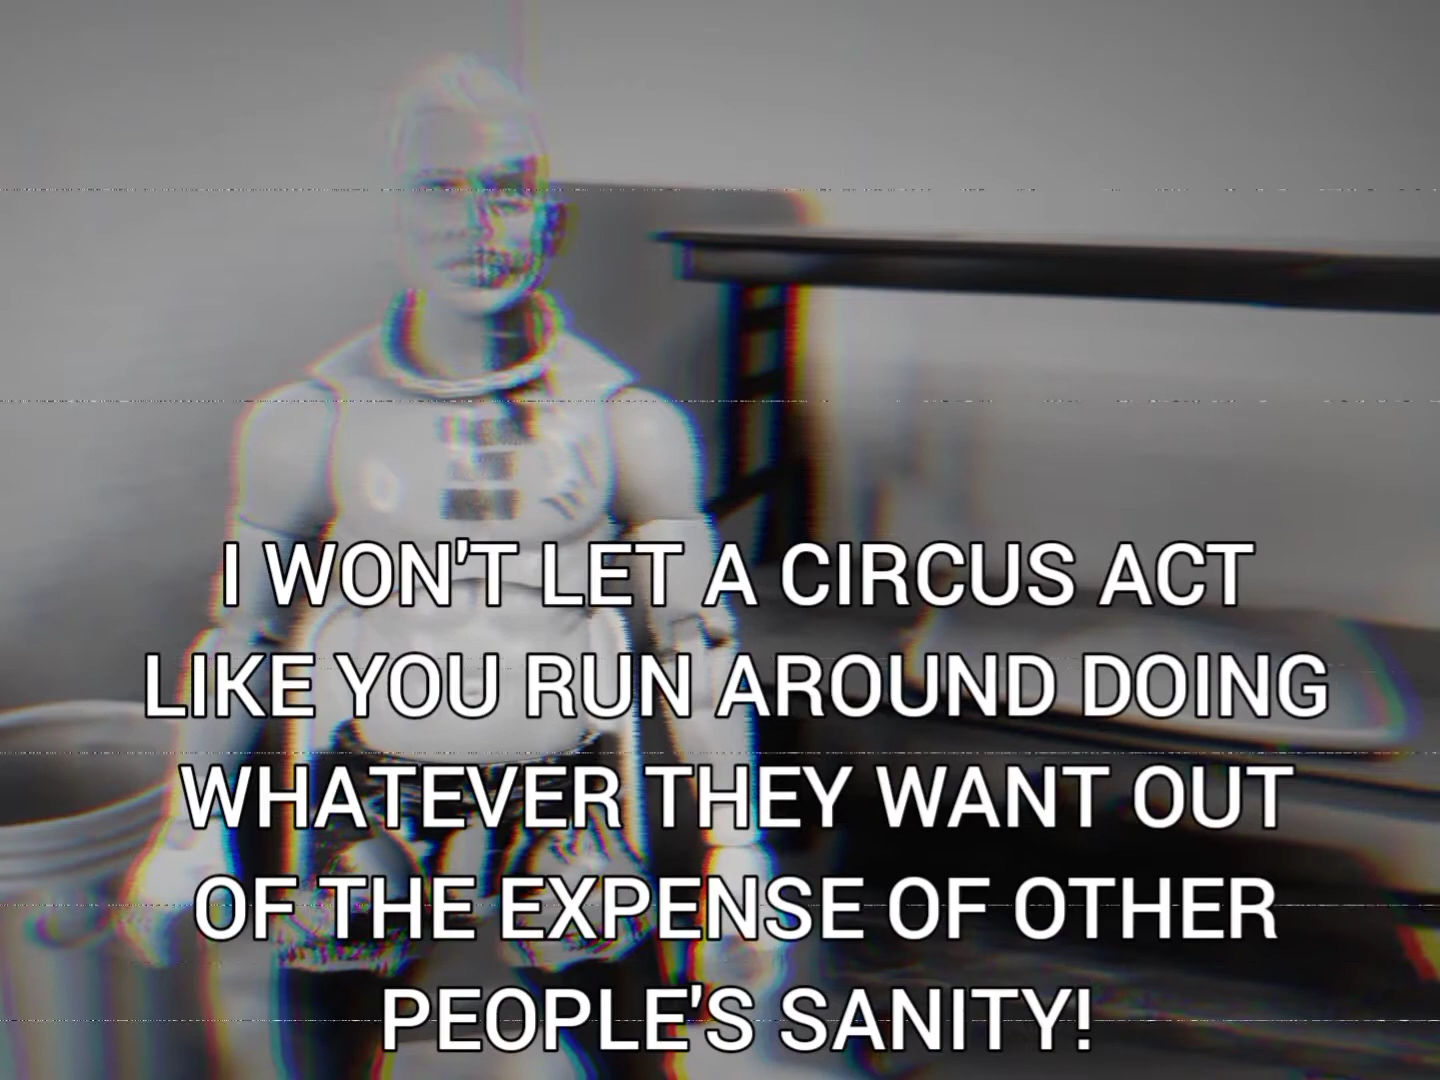 I WON'T LET A CIRCUS ACT
LIKE YOU RUN AROUND DOING
WHATEVER THEY WANT OUT
OF THE EXPENSE OF OTHER
PEOPLE'S SANITY!